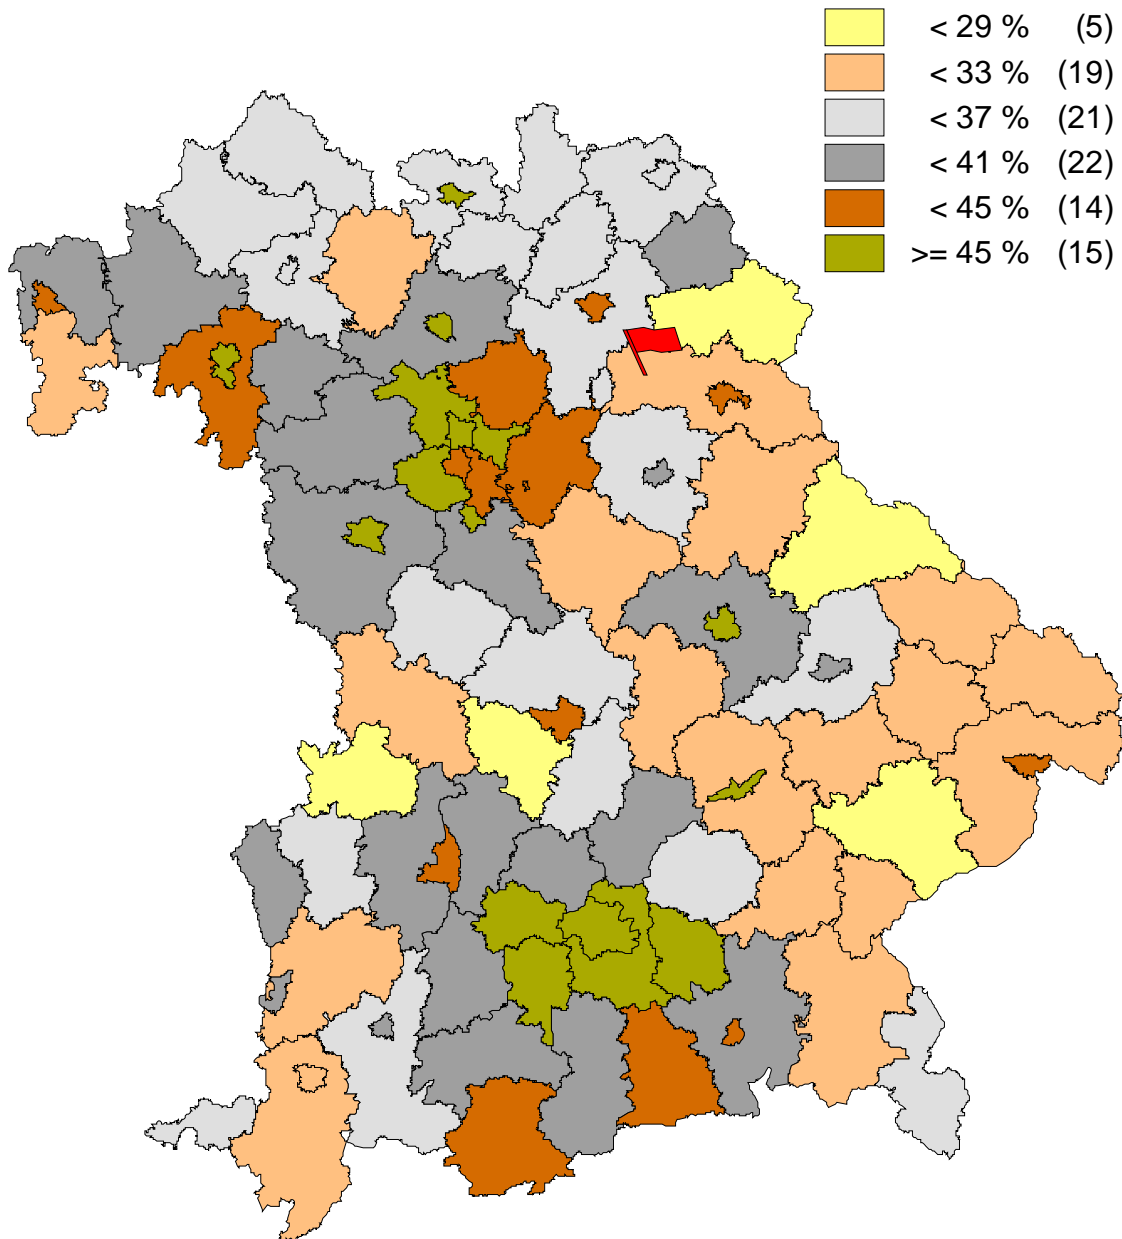 < 29 % (5)
< 33 % (19)
< 37 % (21)
< 41 % (22)
< 45 % (14)
>= 45 % (15)